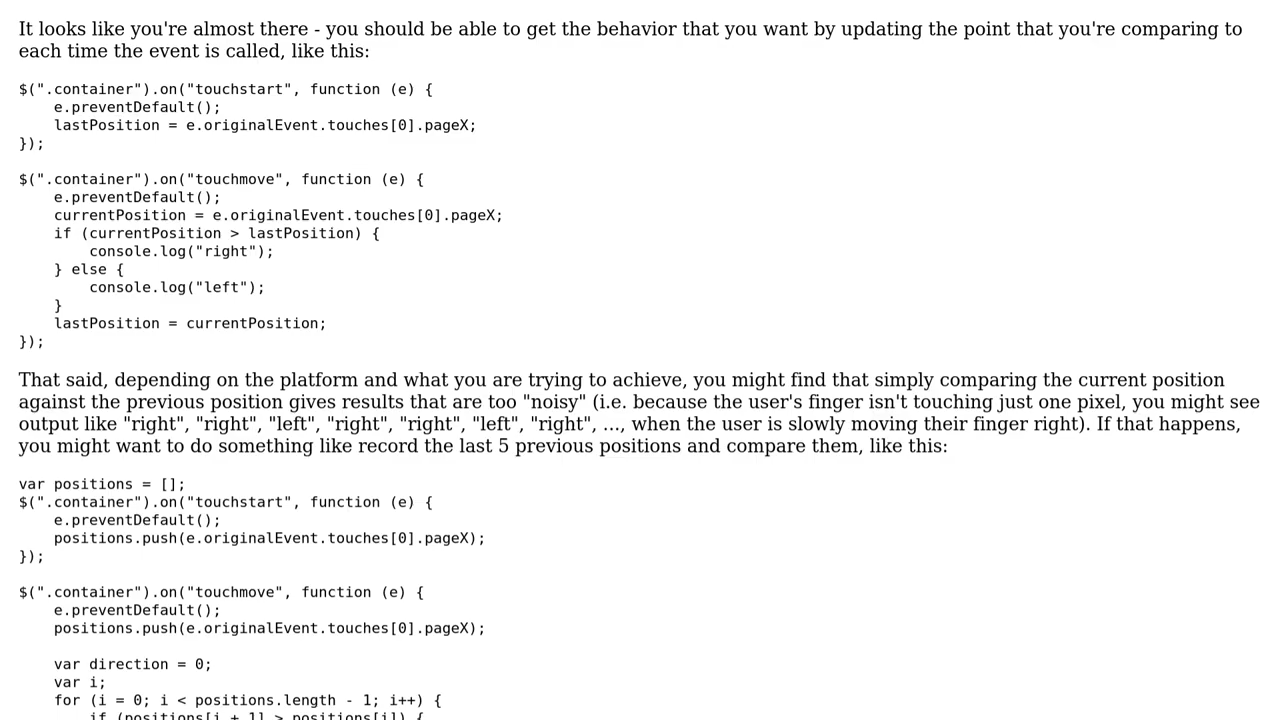 It looks like you're almost there - you should be able to get the behavior that you want by updating the point that you're comparing to
each time the event is called, like this:
$(".container").on("touchstart", function (e) {
    e.preventDefault();
    lastPosition = e.originalEvent.touches[0].pageX;
});
$(".container").on("touchmove", function (e) {
    e.preventDefault();
    currentPosition = e.originalEvent.touches[0].pageX;
    if (currentPosition > lastPosition) {
        console.log("right");
    } else {
        console.log("left");
    }
    lastPosition = currentPosition;
});
That said, depending on the platform and what you are trying to achieve, you might find that simply comparing the current position
against the previous position gives results that are too "noisy" (i.e. because the user's finger isn't touching just one pixel, you might see
output like "right", "right", "left", "right", "right", "left", "right", ..., when the user is slowly moving their finger right). If that happens,
you might want to do something like record the last 5 previous positions and compare them, like this:
var positions = [];
$(".container").on("touchstart", function (e) {
    e.preventDefault();
    positions.push(e.originalEvent.touches[0].pageX);
});
$(".container").on("touchmove", function (e) {
    e.preventDefault();
    positions.push(e.originalEvent.touches[0].pageX);
    var direction = 0;
    var i;
    for (i = 0; i < positions.length - 1; i++) {
        if (positions[i + 1] > positions[i]) {